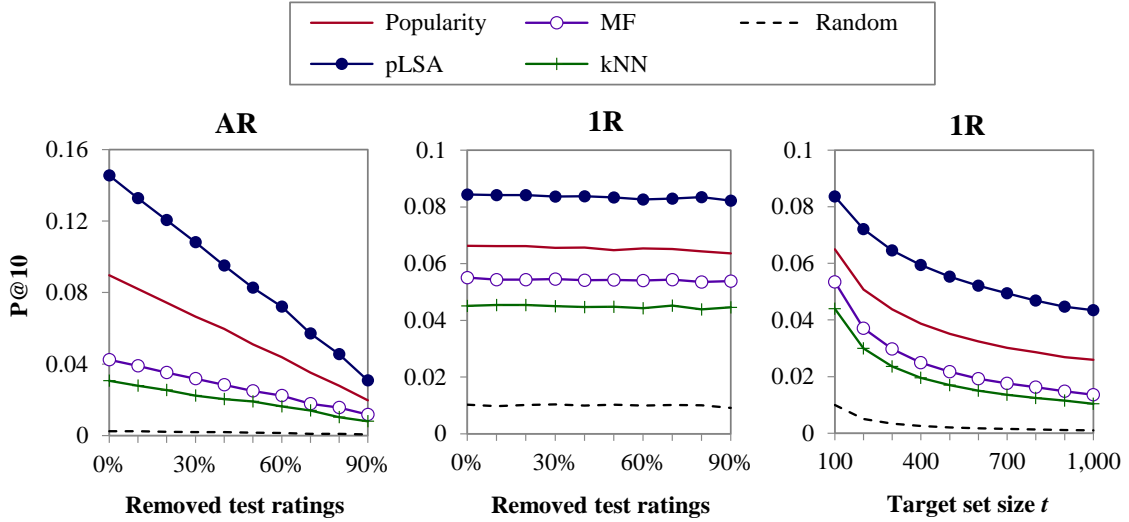 Popularity MF Random
pLSA kNN
AR
1R
1R
P@10
0.16
0.12
0.08
0.04
0
0% 30% 60% 90%
Removed test ratings
0.1
0.08
0.06
0.04
0.02
0
0% 30% 60% 90%
Removed test ratings
0.1
0.08
0.06
0.04
0.02
0
100 400 700 1,000
Target set size t